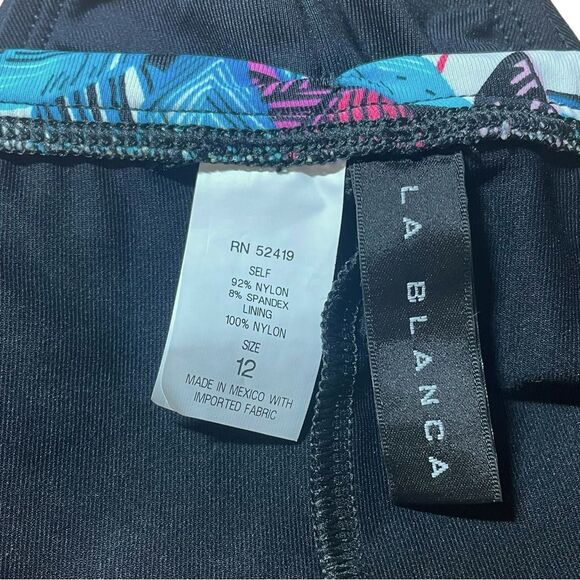 RN 52419
SELF
92% NYLON
8% SPANDEX
LINING
100% NYLON
SIZE
12
MADE IN MEXICO WITH
IMPORTED FABRIC
LA BLANCA